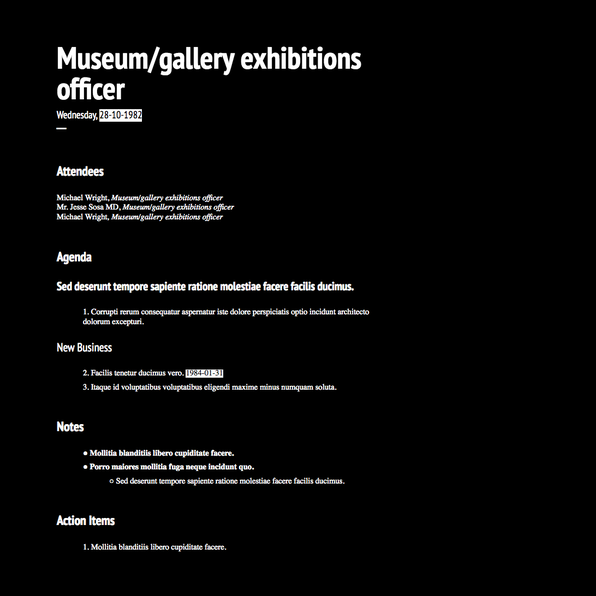 Museum/gallery exhibitions
officer
Wednesday, 28-10-1982
Attendees
Michael Wright, Museum/gallery exhibitions officer
Mr. Jesse Sosa MD, Museum/gallery exhibitions officer
Michael Wright, Museum/gallery exhibitions officer
Agenda
Sed deserunt tempore sapiente ratione molestiae facere facilis ducimus.
1. Corrupti rerum consequatur aspernatur iste dolore perspiciatis optio incidunt architecto
dolorum excepturi.
New Business
2. Facilis tenetur ducimus vero. 1984-01-31
3. Itaque id voluptatibus voluptatibus eligendi maxime minus numquam soluta.
Notes
● Mollitia blanditiis libero cupiditate facere.
● Porro maiores mollitia fuga neque incidunt quo.
○ Sed deserunt tempore sapiente ratione molestiae facere facilis ducimus.
Action Items
1. Mollitia blanditiis libero cupiditate facere.